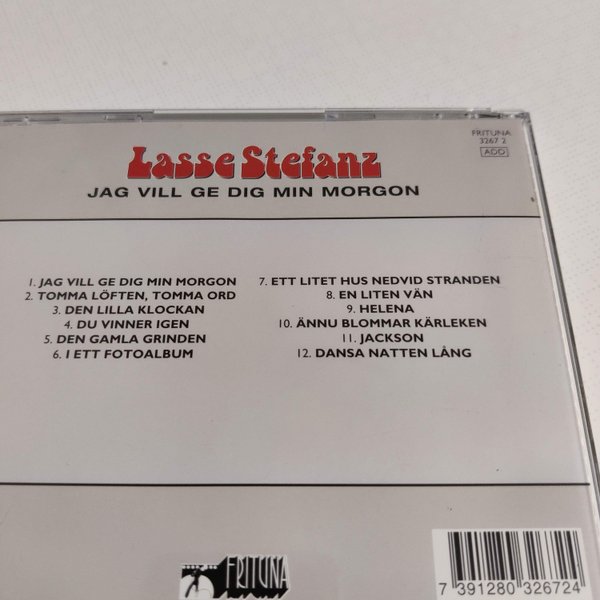 FRITUNA
3267 2
ADD
Lasse Stefanz
JAG VILL GE DIG MIN MORGON
1. JAG VILL GE DIG MIN MORGON
2. TOMMA LÖFTEN, TOMMA ORD
3. DEN LILLA KLOCKAN
4. DU VINNER IGEN
5. DEN GAMLA GRINDEN
6. I ETT FOTOALBUM
7. ETT LITET HUS NEDVID STRANDEN
8. EN LITEN VÄN
9. HELENA
10. ÄNNU BLOMMAR KÄRLEKEN
11. JACKSON
12. DANSA NATTEN LÅNG
FRITUNA
7 391280 326724